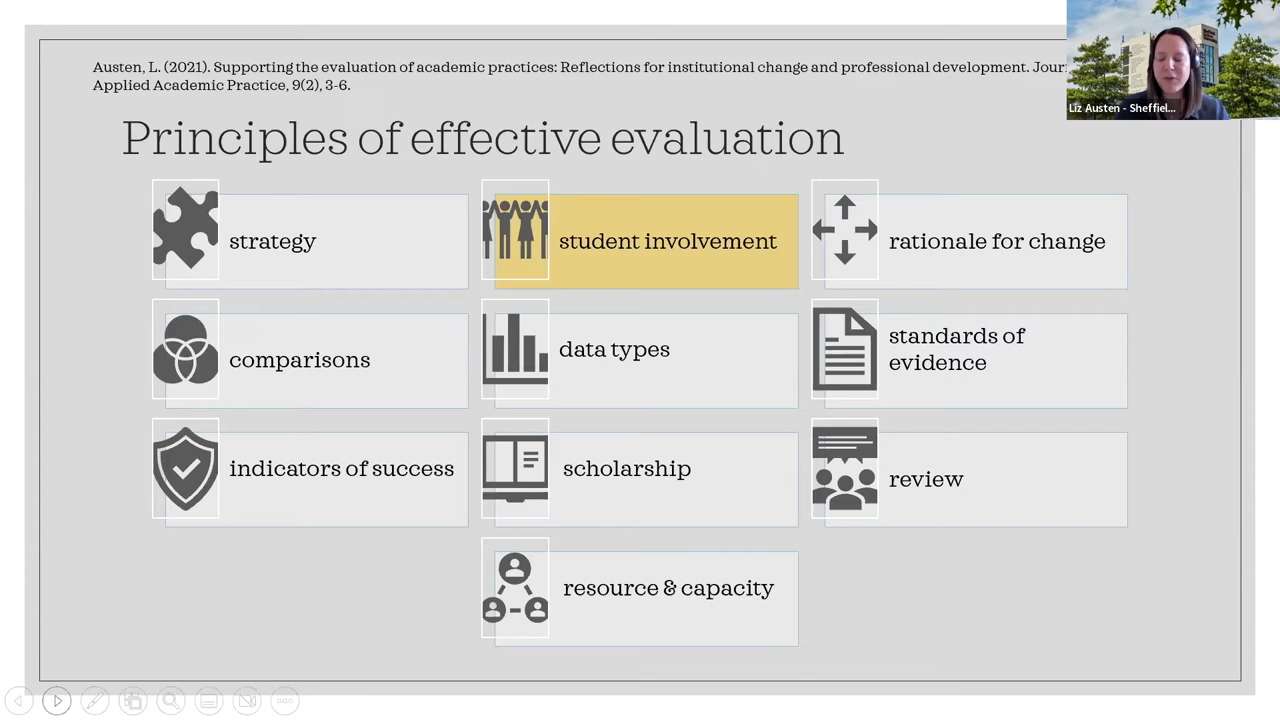 Austen, L. (2021). Supporting the evaluation of academic practices: Reflections for institutional change and professional development.
Applied Academic Practice, 9(2), 3-6.
Liz Austen - Sheffiel...
Principles of effective evaluation
strategy
student involvement
rationale for change
comparisons
data types
standards of
evidence
indicators of success
scholarship
review
resource & capacity